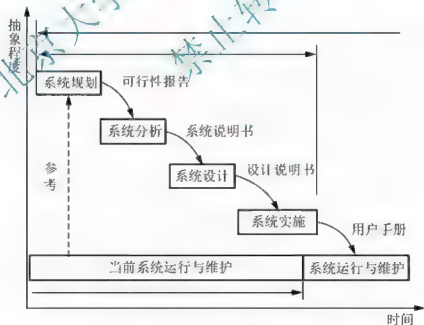 抽象程度
系统规划
可行性报告
系统分析
系统说明书
系统设计
设计说明书
参考
系统实施
用户手册
当前系统运行与维护
系统运行与维护
时间